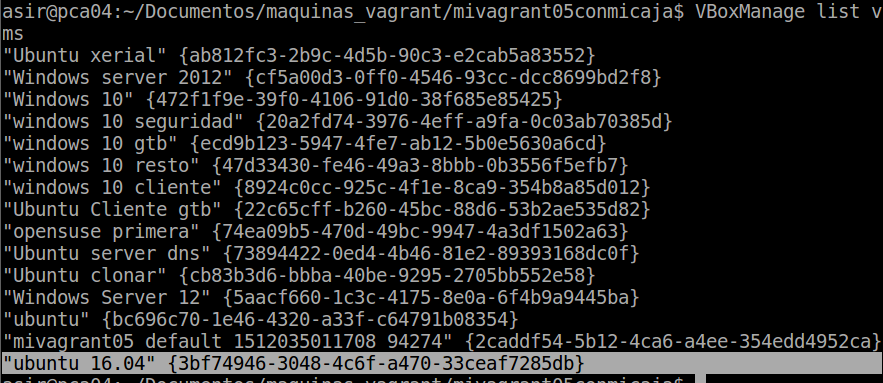 asir@pca04:~/Documentos/maquinas_vagrant/mivagrant05conmicaja$ VBoxManage list v
ms
"Ubuntu xerial" {ab812fc3-2b9c-4d5b-90c3-e2cab5a83552}
"Windows server 2012" {cf5a00d3-0ff0-4546-93cc-dcc8699bd2f8}
"Windows 10" {472f1f9e-39f0-4106-91d0-38f685e85425}
"windows 10 seguridad" {20a2fd74-3976-4eff-a9fa-0c03ab70385d}
"windows 10 gtb" {ecd9b123-5947-4fe7-ab12-5b0e5630a6cd}
"windows 10 resto" {47d33430-fe46-49a3-8bbb-0b3556f5efb7}
"windows 10 cliente" {8924c0cc-925c-4f1e-8ca9-354b8a85d012}
"Ubuntu Cliente gtb" {22c65cff-b260-45bc-88d6-53b2ae535d82}
"opensuse primera" {74ea09b5-470d-49bc-9947-4a3df1502a63}
"Ubuntu server dns" {73894422-0ed4-4b46-81e2-89393168dc0f}
"Ubuntu clonar" {cb83b3d6-bbba-40be-9295-2705bb552e58}
"Windows Server 12" {5aacf660-1c3c-4175-8e0a-6f4b9a9445ba}
"ubuntu" {bc696c70-1e46-4320-a33f-c64791b08354}
"mivagrant05_default_1512035011708_94274" {2caddf54-5b12-4ca6-a4ee-354edd4952ca}
"ubuntu 16.04" {3bf74946-3048-4c6f-a470-33ceaf7285db}
asir@pca04:~/Documentos/maquinas_vagrant/mivagrant05conmicaja$